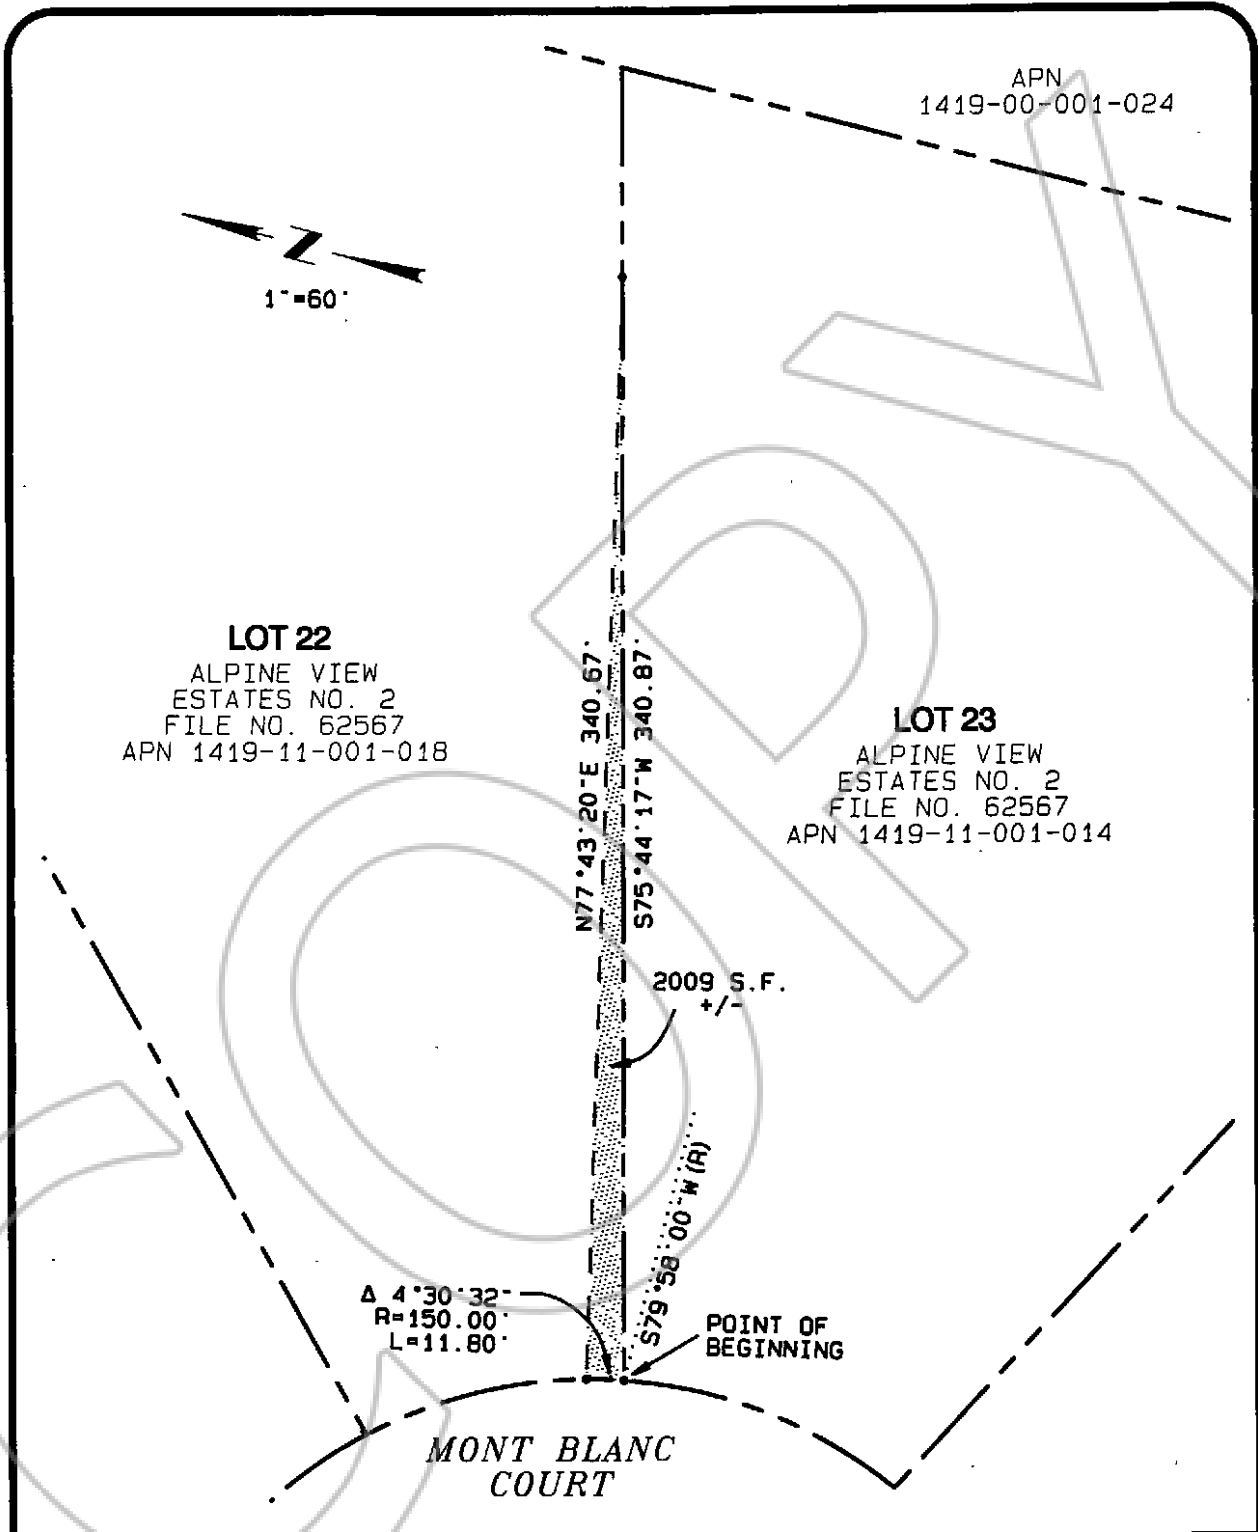 APN
1419-00-001-024
N
1"=60'
LOT 22
ALPINE VIEW
ESTATES NO. 2
FILE NO. 62567
APN 1419-11-001-018
N77°43'20"E 340.67'
S75°44'17"W 340.87'
LOT 23
ALPINE VIEW
ESTATES NO. 2
FILE NO. 62567
APN 1419-11-001-014
2009 S.F.
+/-
S79°58'00"W(R)
Δ 4°30'32"
R=150.00'
L=11.80'
POINT OF
BEGINNING
MONT BLANC
COURT
COPY